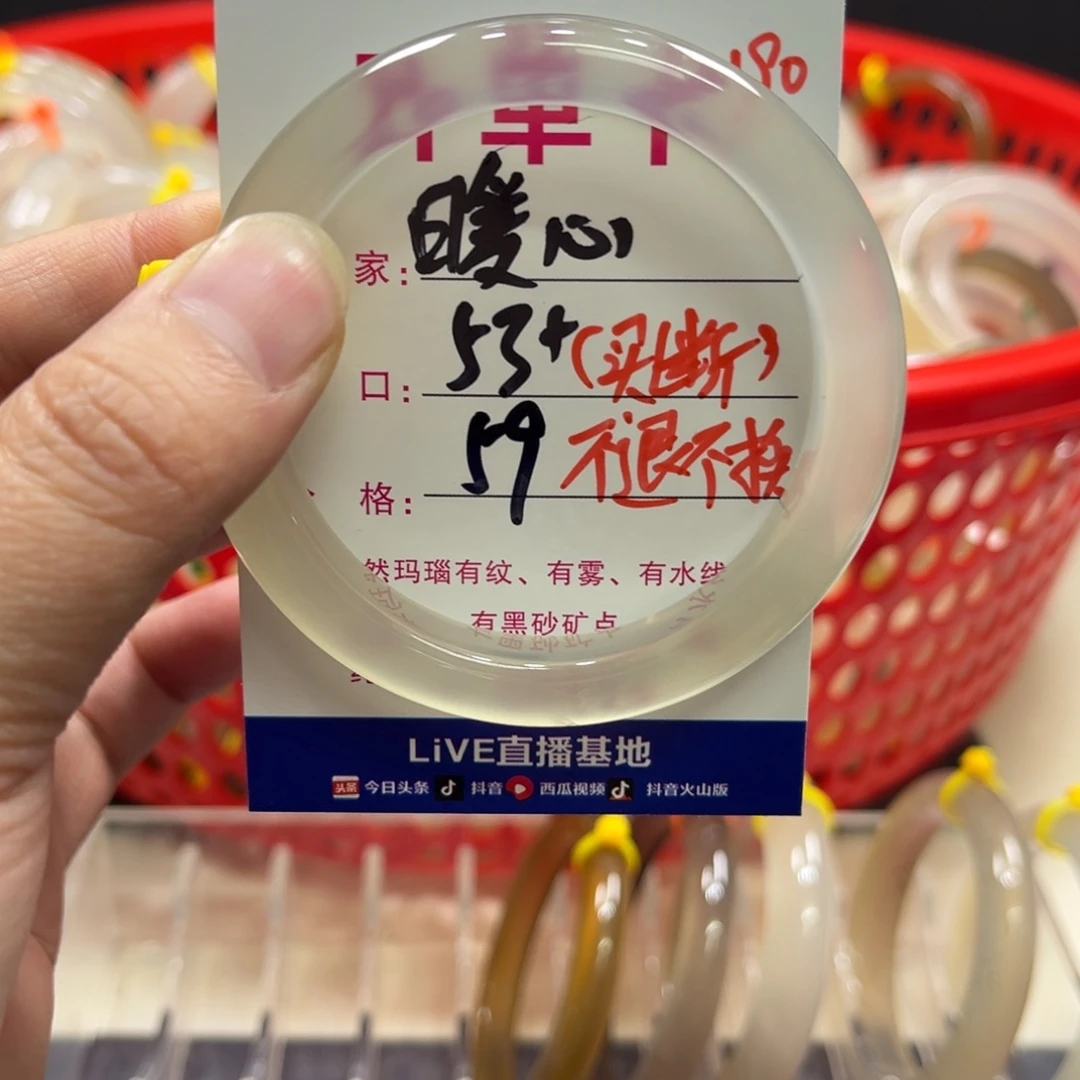 家：暖心
口：53+（买断）
格：59 不退不换
然玛瑙有纹、有雾、有水线
有黑砂矿点
LiVE直播基地
头条 今日头条 抖音 西瓜视频 抖音火山版